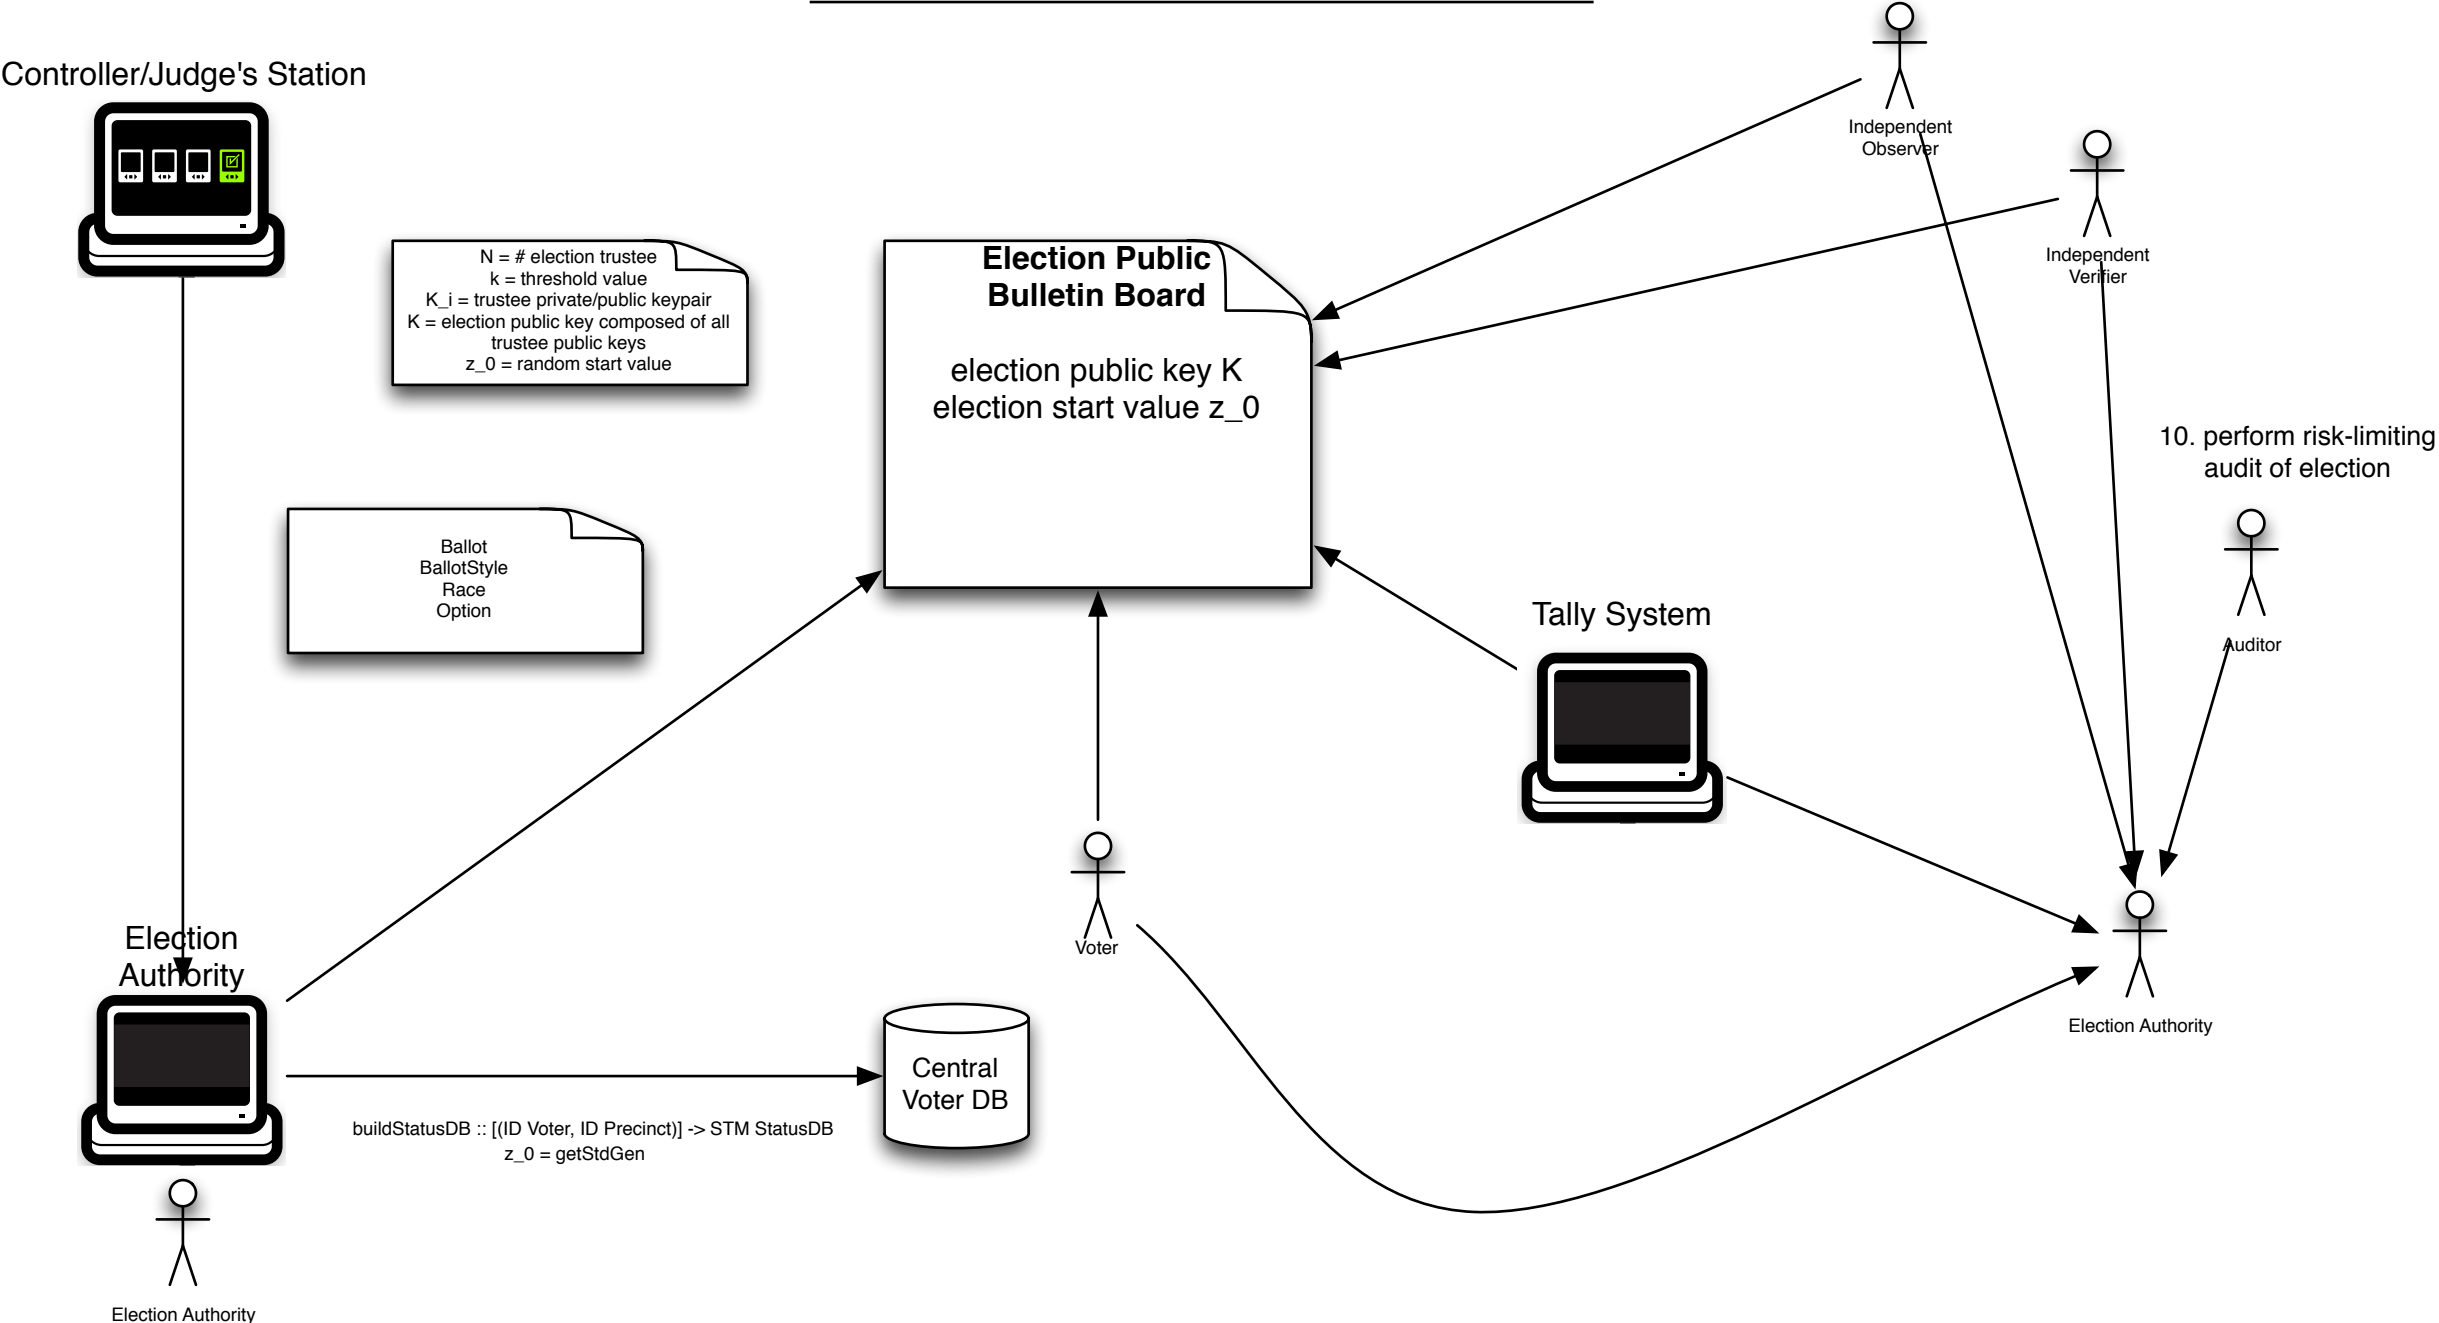 Controller/Judge's Station
Independent
Observer
Independent
Verifier
N = # election trustee
k = threshold value
K_i = trustee private/public keypair
K = election public key composed of all
trustee public keys
z_0 = random start value
Election Public
Bulletin Board
election public key K
election start value z_0
10. perform risk-limiting
audit of election
Ballot
BallotStyle
Race
Option
Tally System
Auditor
Election
Authority
Voter
Election Authority
Central
Voter DB
buildStatusDB :: [(ID Voter, ID Precinct)] -> STM StatusDB
z_0 = getStdGen
Election Authority